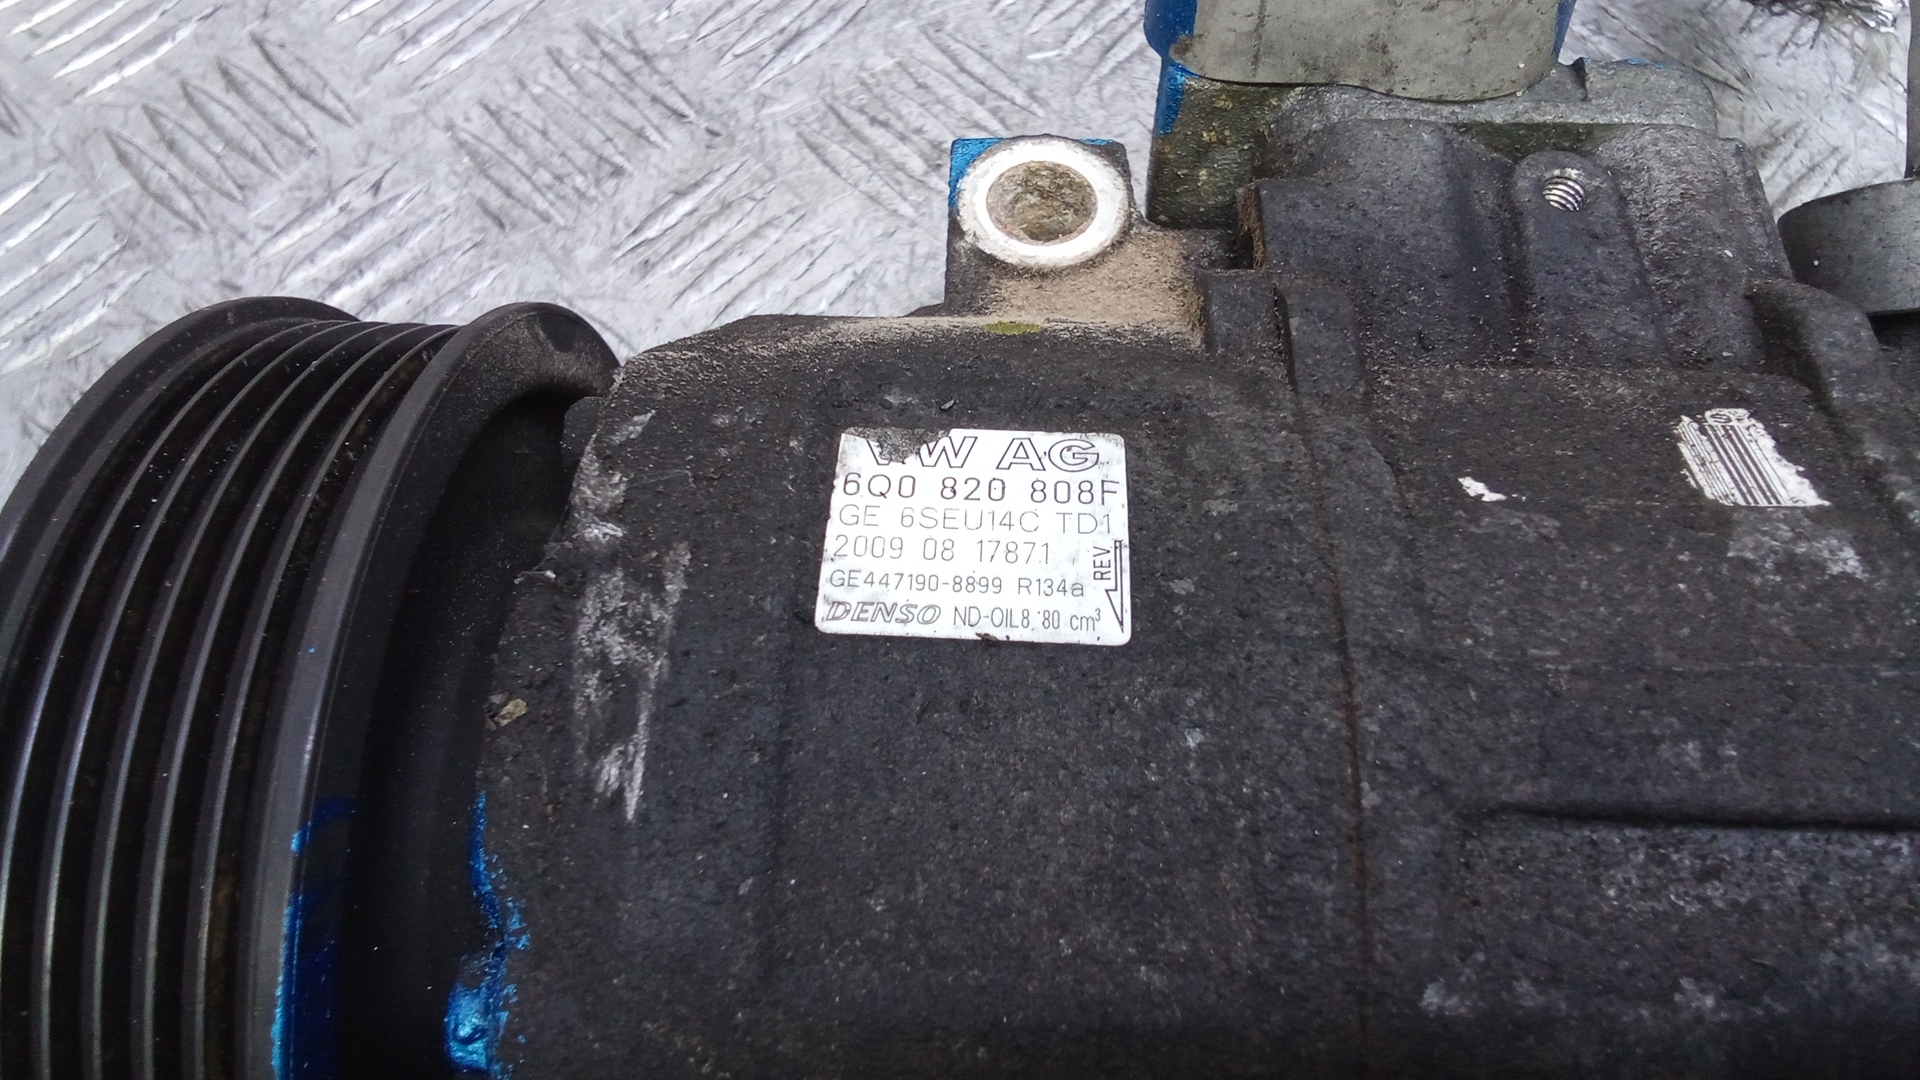 VW AG
6Q0 820 808F
GE 6SEU14C TD1
2009 08 17871
REV
GE447190-8899 R134a
DENSO ND-OIL8, 80 cm³